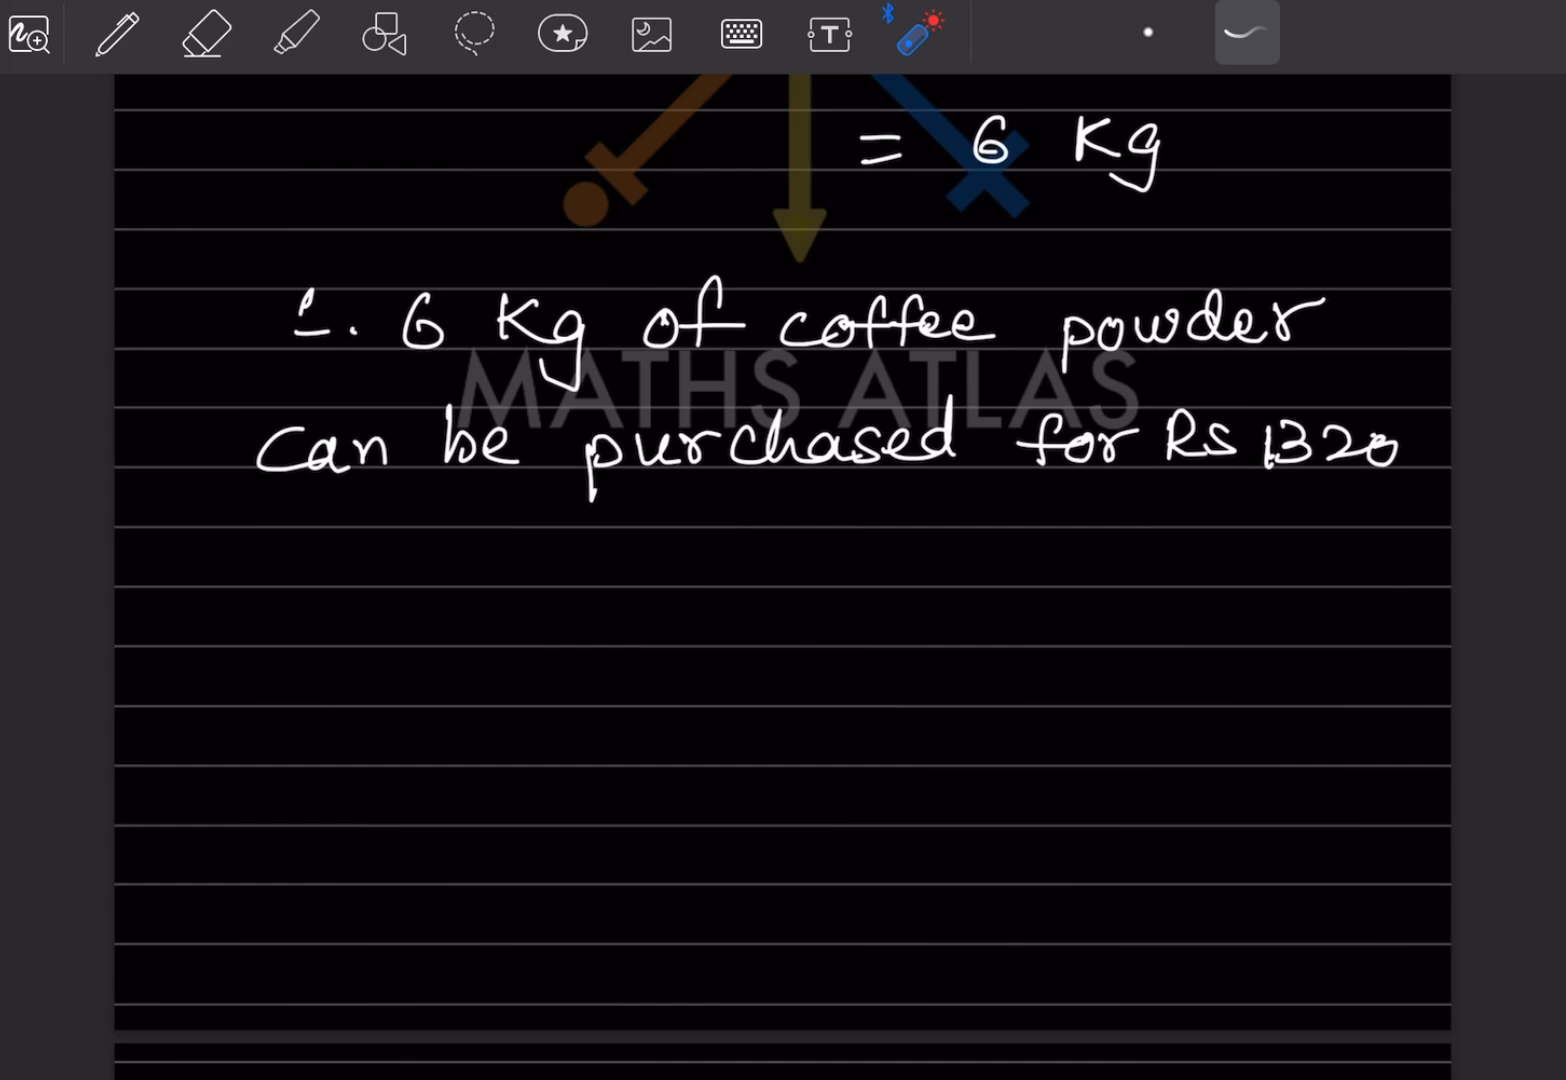 = 6 Kg
∴ 6 Kg of coffee powder
MATHS ATLAS
can be purchased for Rs 1320